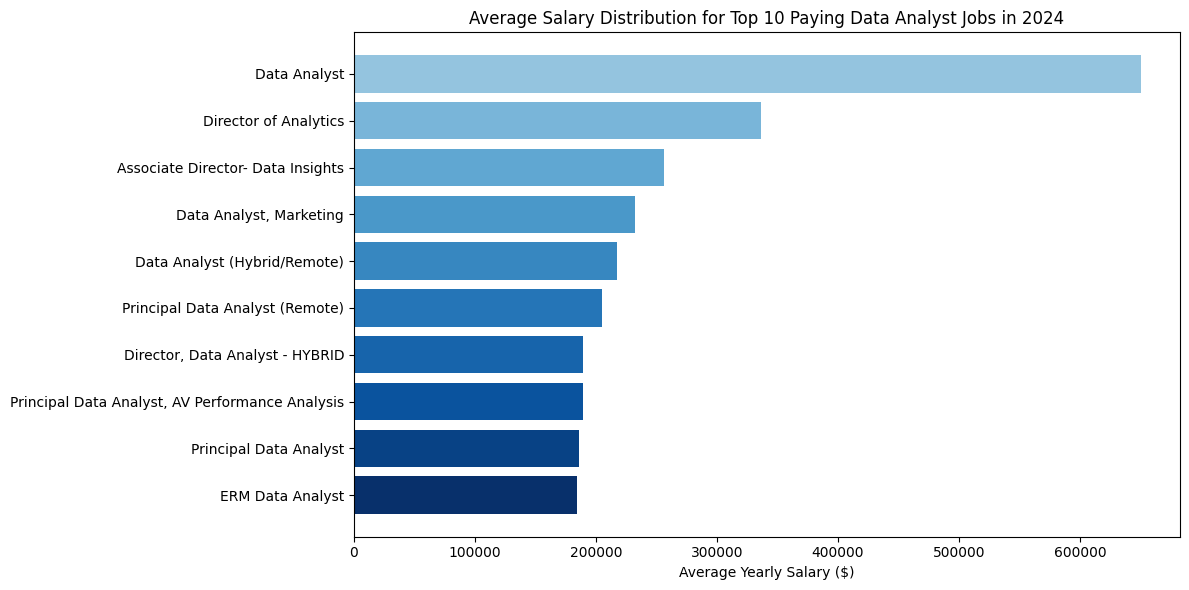 Average Salary Distribution for Top 10 Paying Data Analyst Jobs in 2024
Data Analyst
Director of Analytics
Associate Director- Data Insights
Data Analyst, Marketing
Data Analyst (Hybrid/Remote)
Principal Data Analyst (Remote)
Director, Data Analyst - HYBRID
Principal Data Analyst, AV Performance Analysis
Principal Data Analyst
ERM Data Analyst
0 100000 200000 300000 400000 500000 600000
Average Yearly Salary ($)